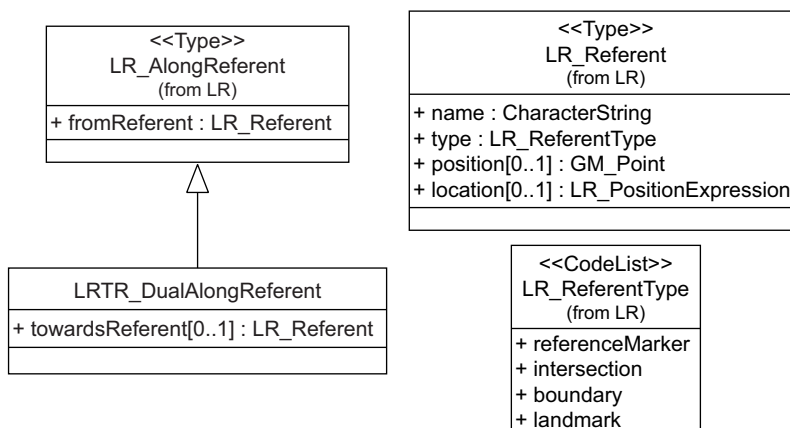 <<Type>>
LR_AlongReferent
(from LR)
+ fromReferent : LR_Referent
LRTR_DualAlongReferent
+ towardsReferent[0..1] : LR_Referent
<<Type>>
LR_Referent
(from LR)
+ name : CharacterString
+ type : LR_ReferentType
+ position[0..1] : GM_Point
+ location[0..1] : LR_PositionExpression
<<CodeList>>
LR_ReferentType
(from LR)
+ referenceMarker
+ intersection
+ boundary
+ landmark